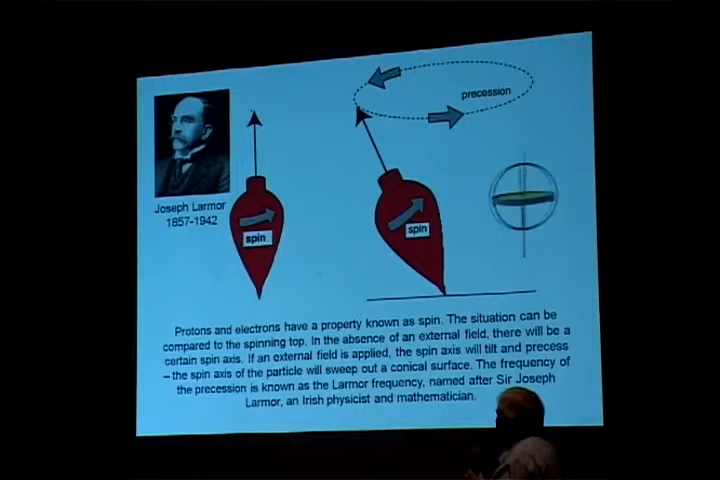 precession
Joseph Larmor
1857-1942
spin
spin
Protons and electrons have a property known as spin. The situation can be
compared to the spinning top. In the absence of an external field, there will be a
certain spin axis. If an external field is applied, the spin axis will tilt and precess
– the spin axis of the particle will sweep out a conical surface. The frequency of
the precession is known as the Larmor frequency, named after Sir Joseph
Larmor, an Irish physicist and mathematician.